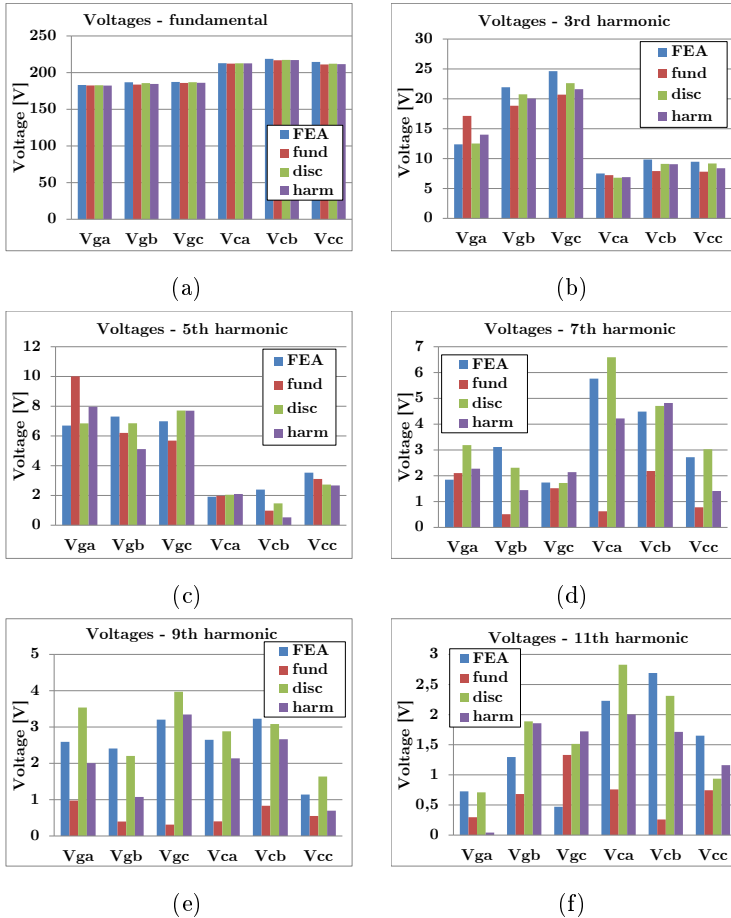 Voltages - fundamental
Voltage [V]
250
200
150
100
50
0
FEA
fund
disc
harm
Vga Vgb Vgc Vca Vcb Vcc
(a)
Voltages - 3rd harmonic
Voltage [V]
30
25
20
15
10
5
0
FEA
fund
disc
harm
Vga Vgb Vgc Vca Vcb Vcc
(b)
Voltages - 5th harmonic
Voltage [V]
12
10
8
6
4
2
0
FEA
fund
disc
harm
Vga Vgb Vgc Vca Vcb Vcc
(c)
Voltages - 7th harmonic
Voltage [V]
7
6
5
4
3
2
1
0
FEA
fund
disc
harm
Vga Vgb Vgc Vca Vcb Vcc
(d)
Voltages - 9th harmonic
Voltage [V]
5
4
3
2
1
0
FEA
fund
disc
harm
Vga Vgb Vgc Vca Vcb Vcc
(e)
Voltages - 11th harmonic
Voltage [V]
3
2,5
2
1,5
1
0,5
0
FEA
fund
disc
harm
Vga Vgb Vgc Vca Vcb Vcc
(f)